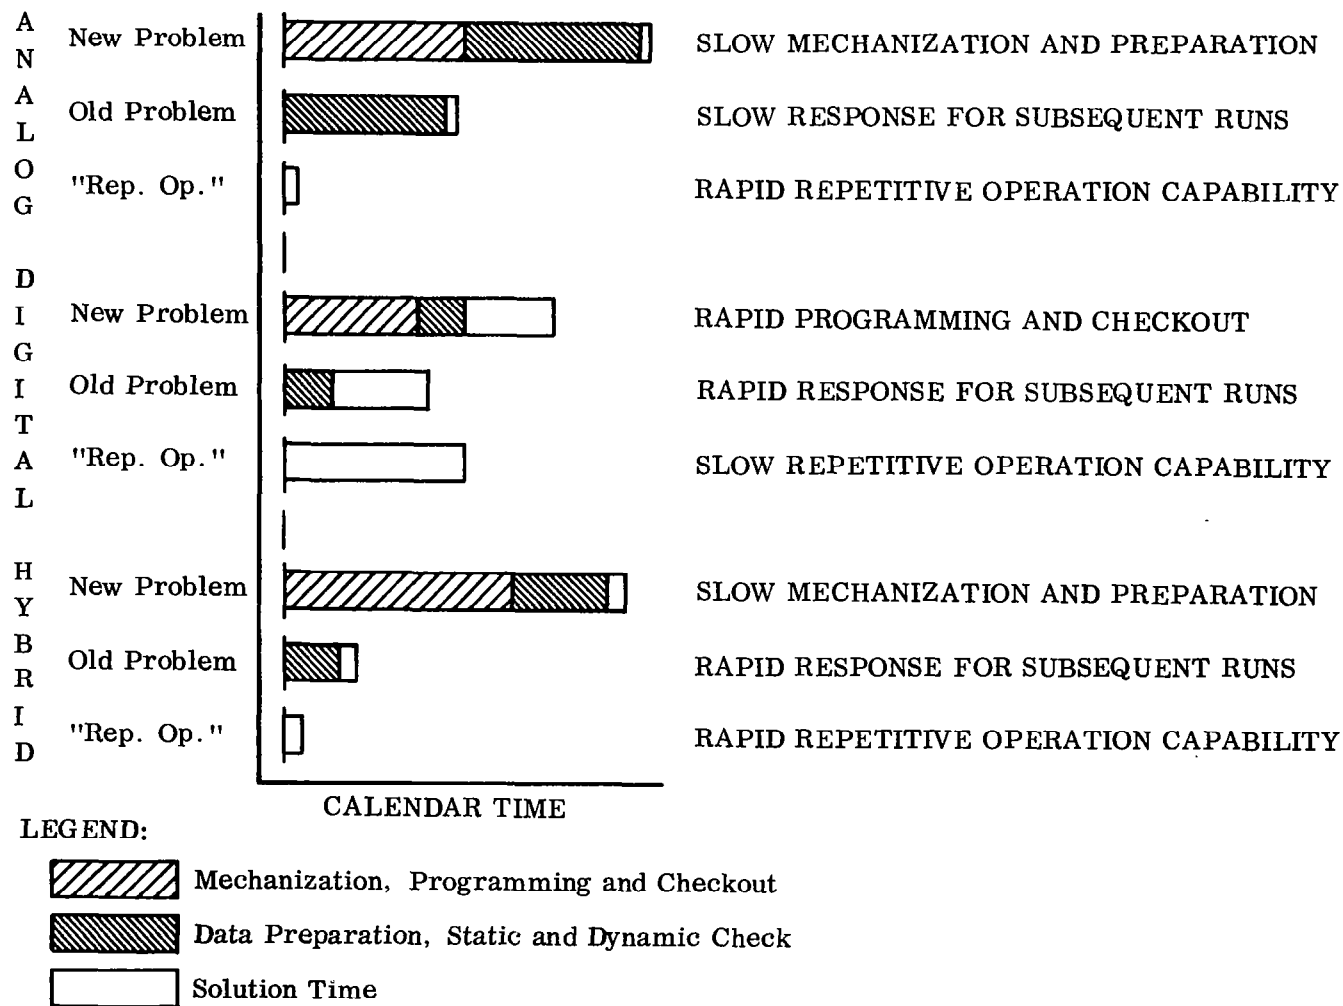 ANALOG
New Problem SLOW MECHANIZATION AND PREPARATION
Old Problem SLOW RESPONSE FOR SUBSEQUENT RUNS
"Rep. Op." RAPID REPETITIVE OPERATION CAPABILITY
DIGITAL
New Problem RAPID PROGRAMMING AND CHECKOUT
Old Problem RAPID RESPONSE FOR SUBSEQUENT RUNS
"Rep. Op." SLOW REPETITIVE OPERATION CAPABILITY
HYBRID
New Problem SLOW MECHANIZATION AND PREPARATION
Old Problem RAPID RESPONSE FOR SUBSEQUENT RUNS
"Rep. Op." RAPID REPETITIVE OPERATION CAPABILITY
CALENDAR TIME
LEGEND:
Mechanization, Programming and Checkout
Data Preparation, Static and Dynamic Check
Solution Time